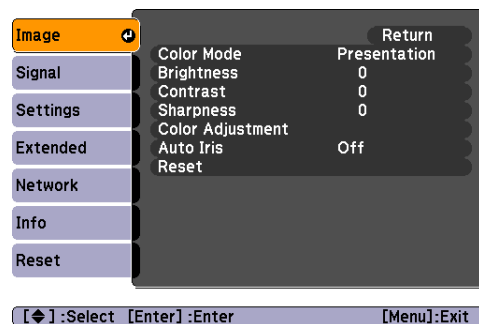 Image
Signal
Settings
Extended
Network
Info
Reset
Return
Color Mode Presentation
Brightness 0
Contrast 0
Sharpness 0
Color Adjustment
Auto Iris Off
Reset
[◆] :Select [Enter] :Enter [Menu] :Exit